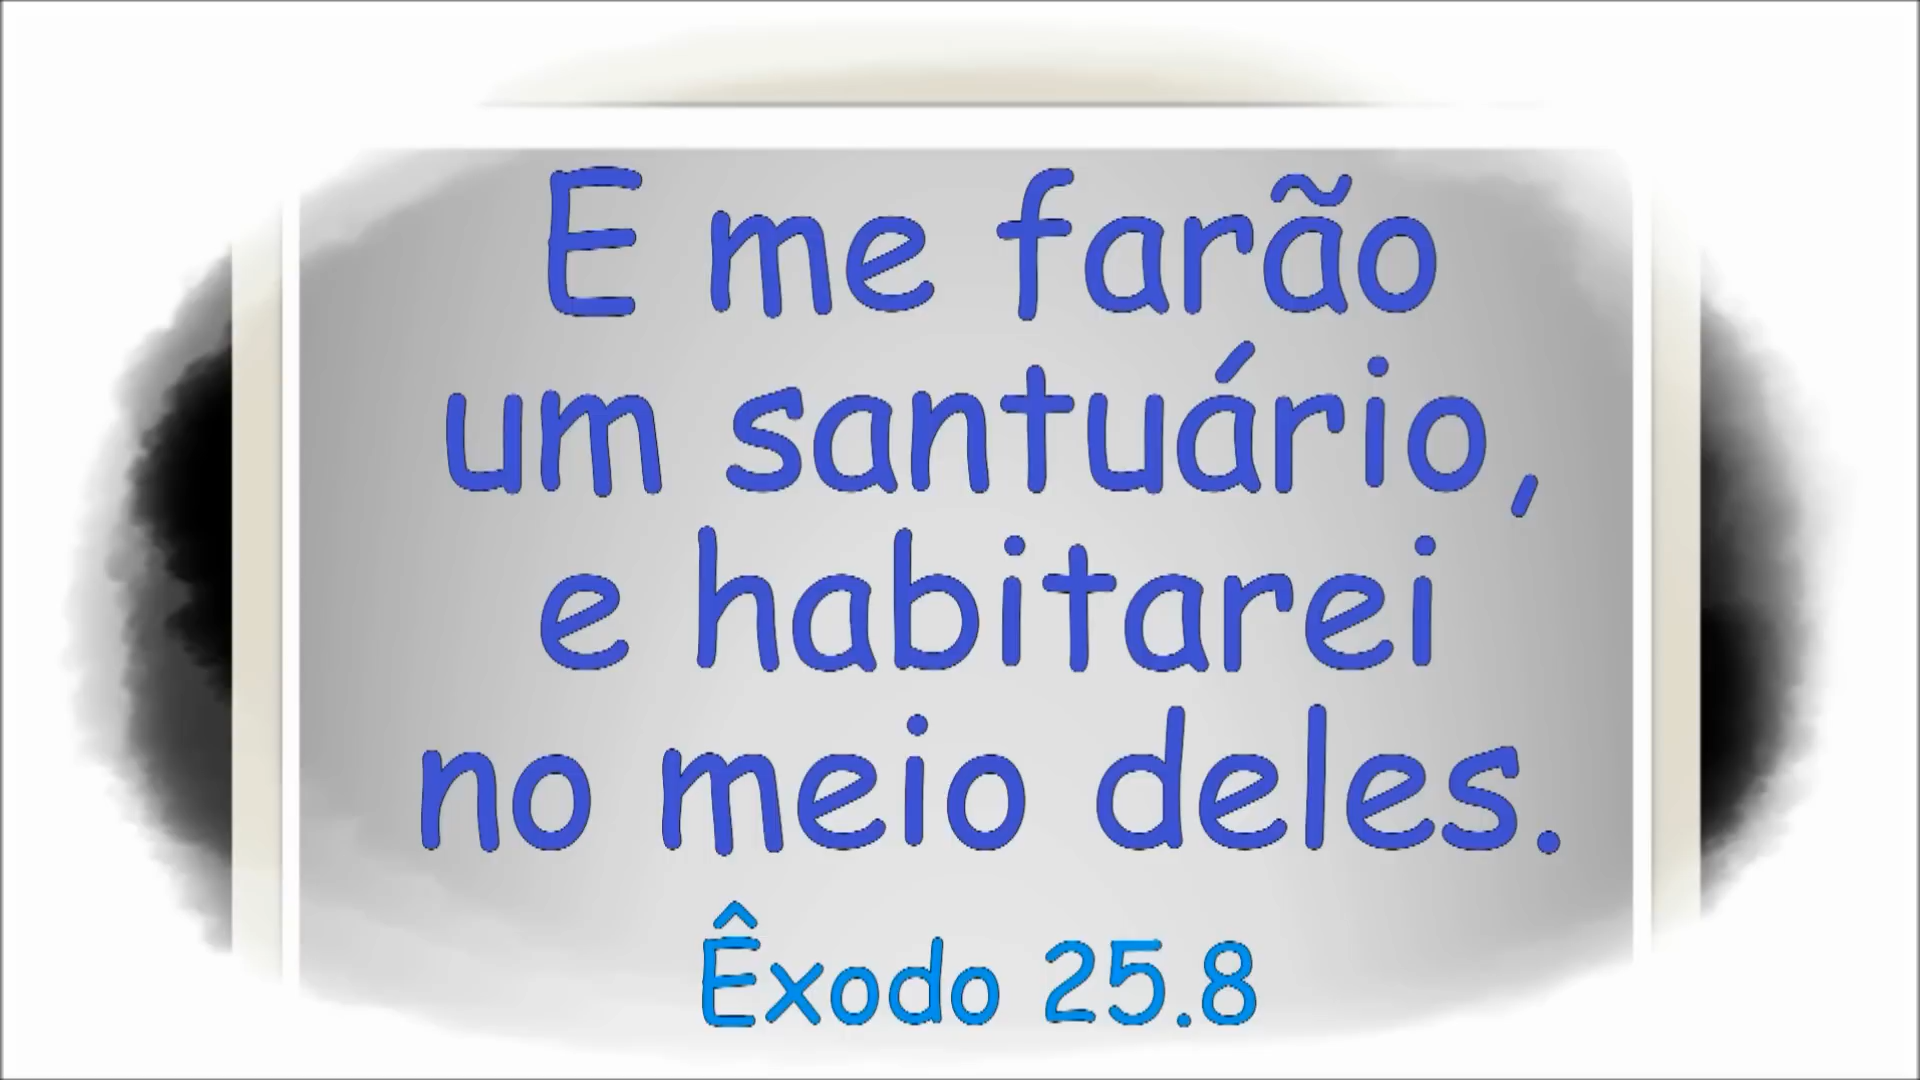 E me farão
um santuário,
e habitarei
no meio deles.
Êxodo 25.8